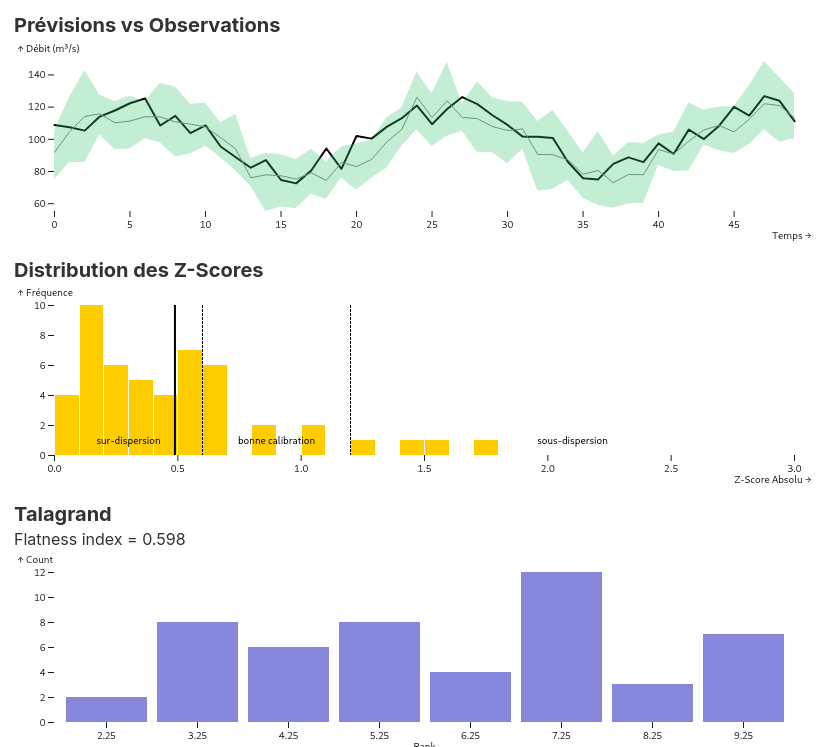 Prévisions vs Observations
↑ Débit (m³/s)
140
120
100
80
60
0 5 10 15 20 25 30 35 40 45
Temps →
Distribution des Z-Scores
↑ Fréquence
10
8
6
4
2
0
sur-dispersion bonne calibration sous-dispersion
0.0 0.5 1.0 1.5 2.0 2.5 3.0
Z-Score Absolu →
Talagrand
Flatness index = 0.598
↑ Count
12
10
8
6
4
2
0
2.25 3.25 4.25 5.25 6.25 7.25 8.25 9.25
Rank